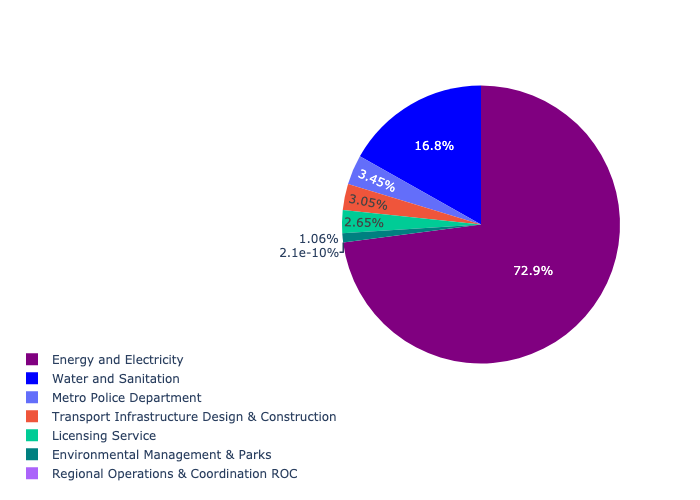 16.8%
3.45%
3.05%
2.65%
1.06%
2.1e-10%
72.9%
Energy and Electricity
Water and Sanitation
Metro Police Department
Transport Infrastructure Design & Construction
Licensing Service
Environmental Management & Parks
Regional Operations & Coordination ROC